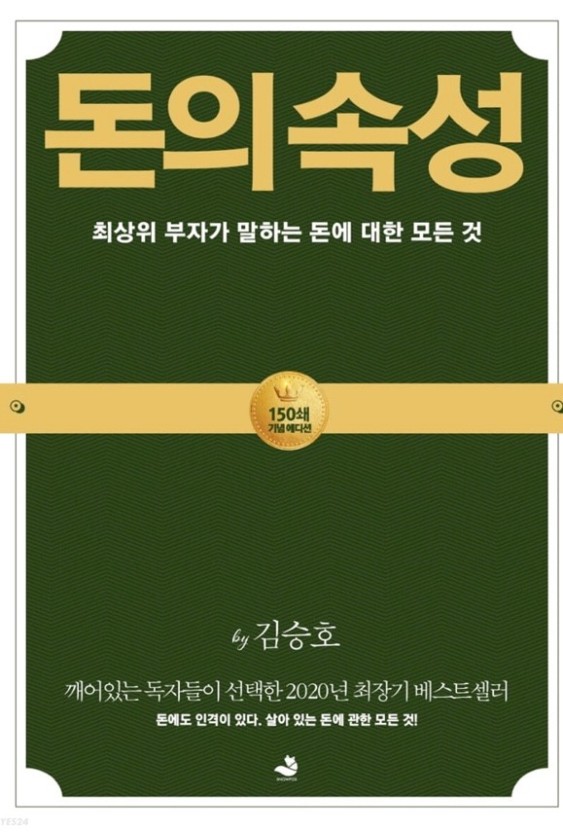 돈의 속성
최상위 부자가 말하는 돈에 대한 모든 것
150쇄
기념 에디션
by 김승호
깨어있는 독자들이 선택한 2020년 최장기 베스트셀러
돈에도 인격이 있다. 살아 있는 돈에 관한 모든 것!
SNOWFOX
YES24